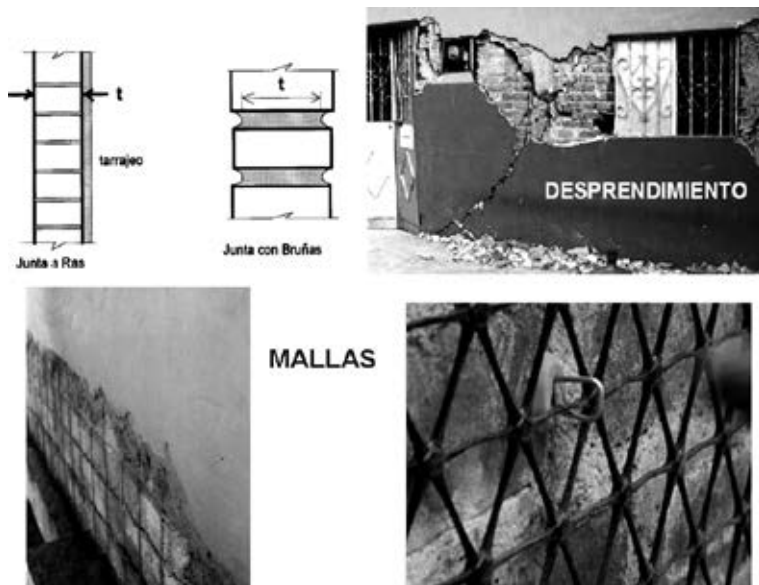 t
tarrajeo
Junta a Ras
t
Junta con Bruñas
DESPRENDIMIENTO
MALLAS